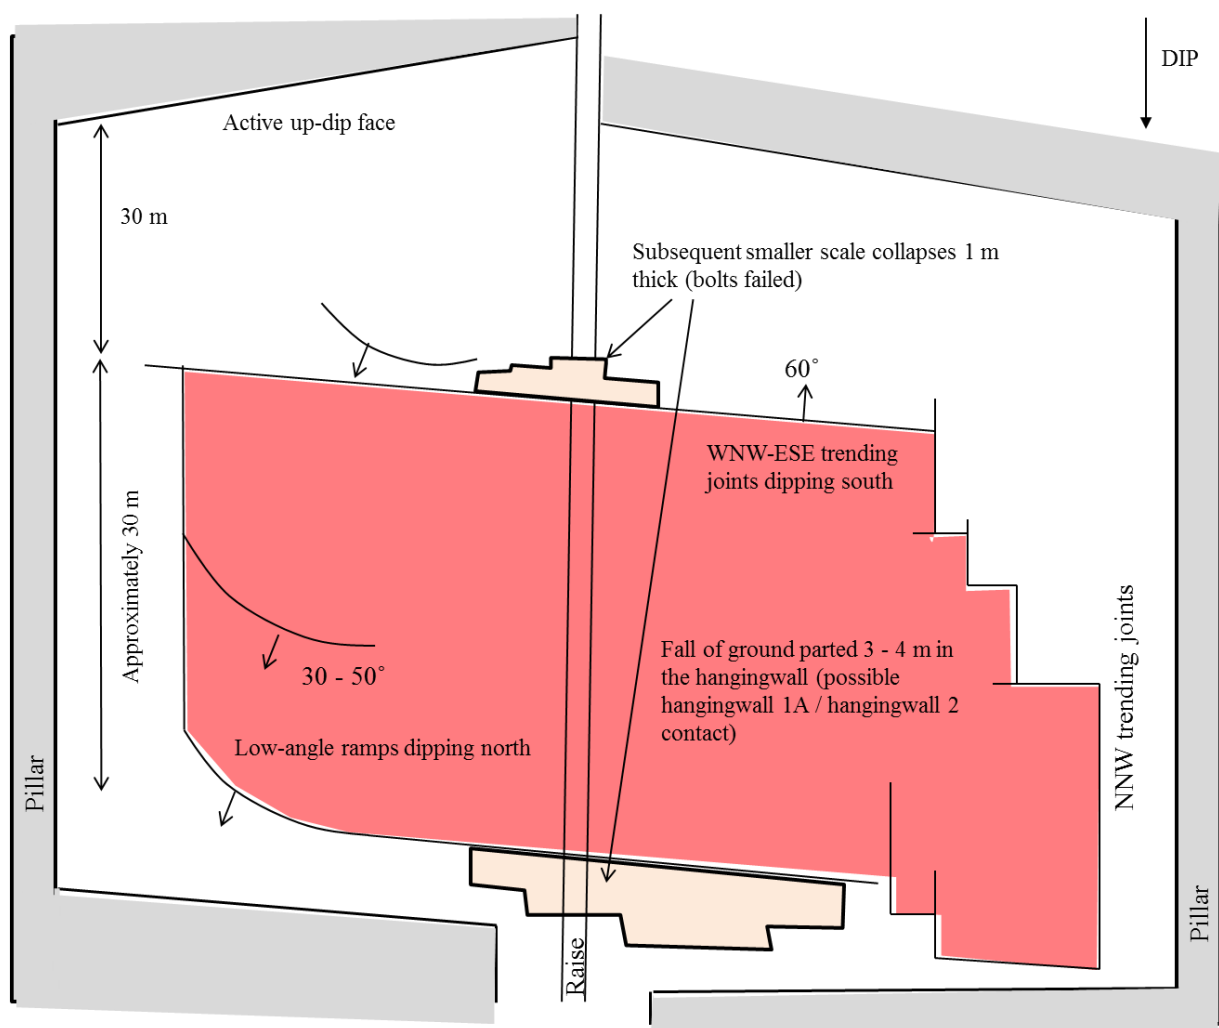 DIP
Active up-dip face
30 m
Subsequent smaller scale collapses 1 m
thick (bolts failed)
60˚
WNW-ESE trending
joints dipping south
Approximately 30 m
Fall of ground parted 3 - 4 m in
the hangingwall (possible
hangingwall 1A / hangingwall 2
contact)
30 - 50˚
Low-angle ramps dipping north
NNW trending joints
Pillar
Pillar
Raise